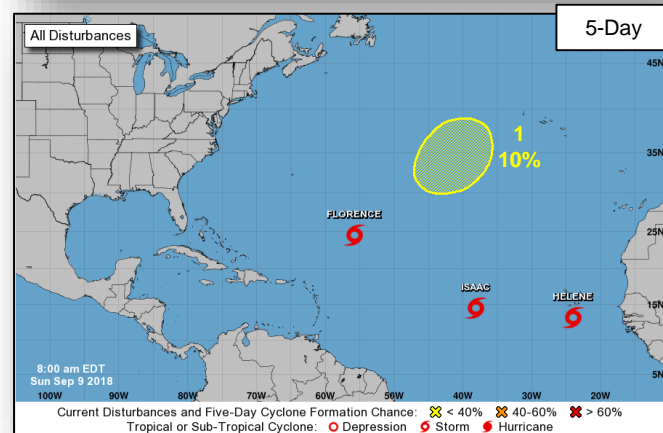 5-Day
All Disturbances
45N
1
10%
35N
FLORENCE
25N
ISAAC
HELENE
15N
8:00 am EDT
Sun Sep 9 2018
5N
100W 90W 80W 70W 60W 50W 40W 30W 20W
Current Disturbances and Five-Day Cyclone Formation Chance: < 40% 40-60% > 60%
Tropical or Sub-Tropical Cyclone: Depression Storm Hurricane